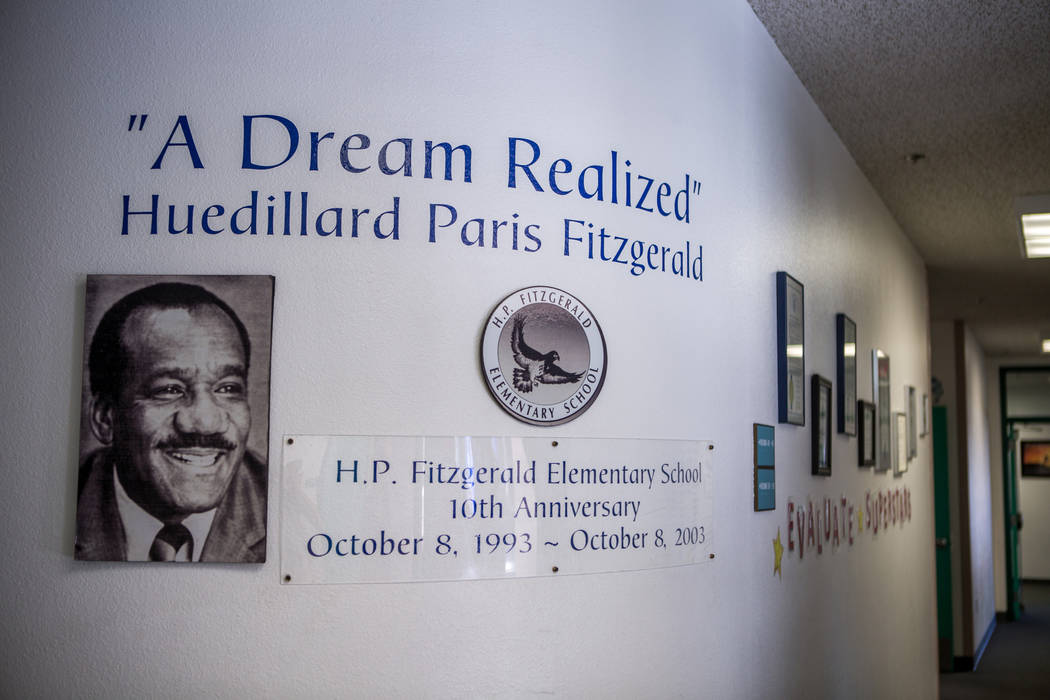 "A Dream Realized"
Huedillard Paris Fitzgerald
H.P. FITZGERALD
ELEMENTARY SCHOOL
H.P. Fitzgerald Elementary School
10th Anniversary
October 8, 1993 ~ October 8, 2003
EVALUATE SUPERSTARS